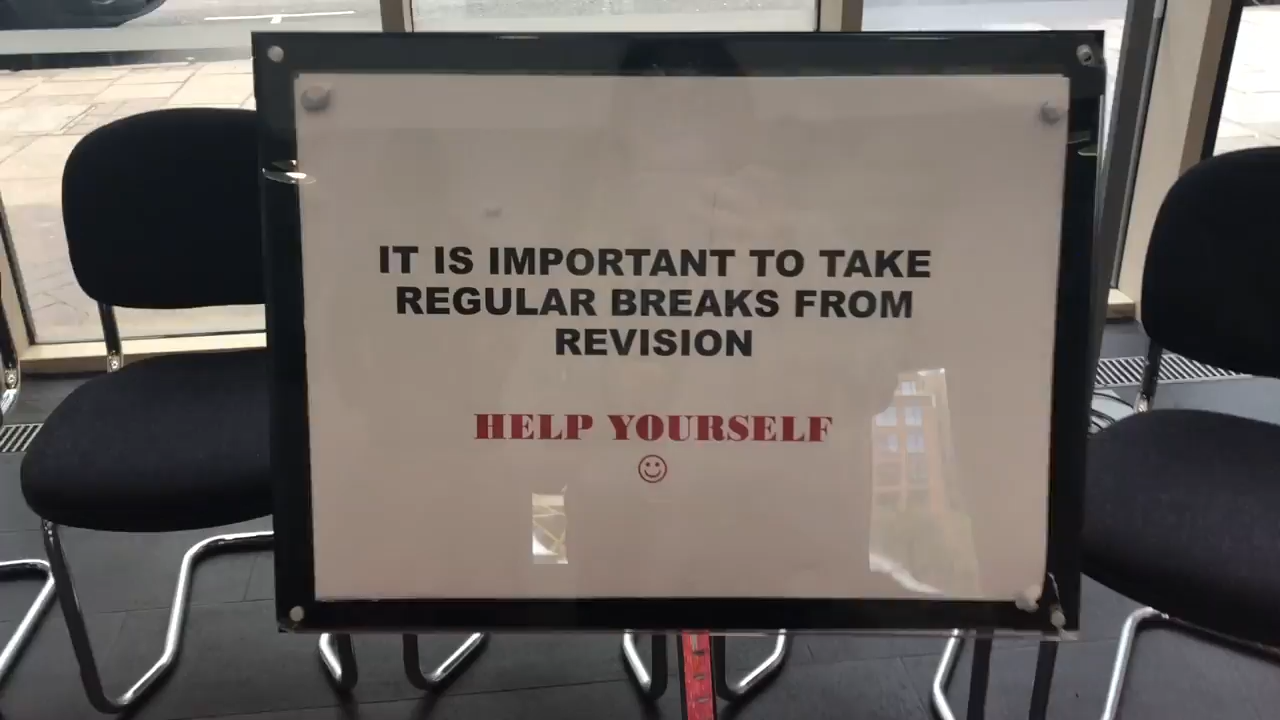 IT IS IMPORTANT TO TAKE
REGULAR BREAKS FROM
REVISION
HELP YOURSELF
☺